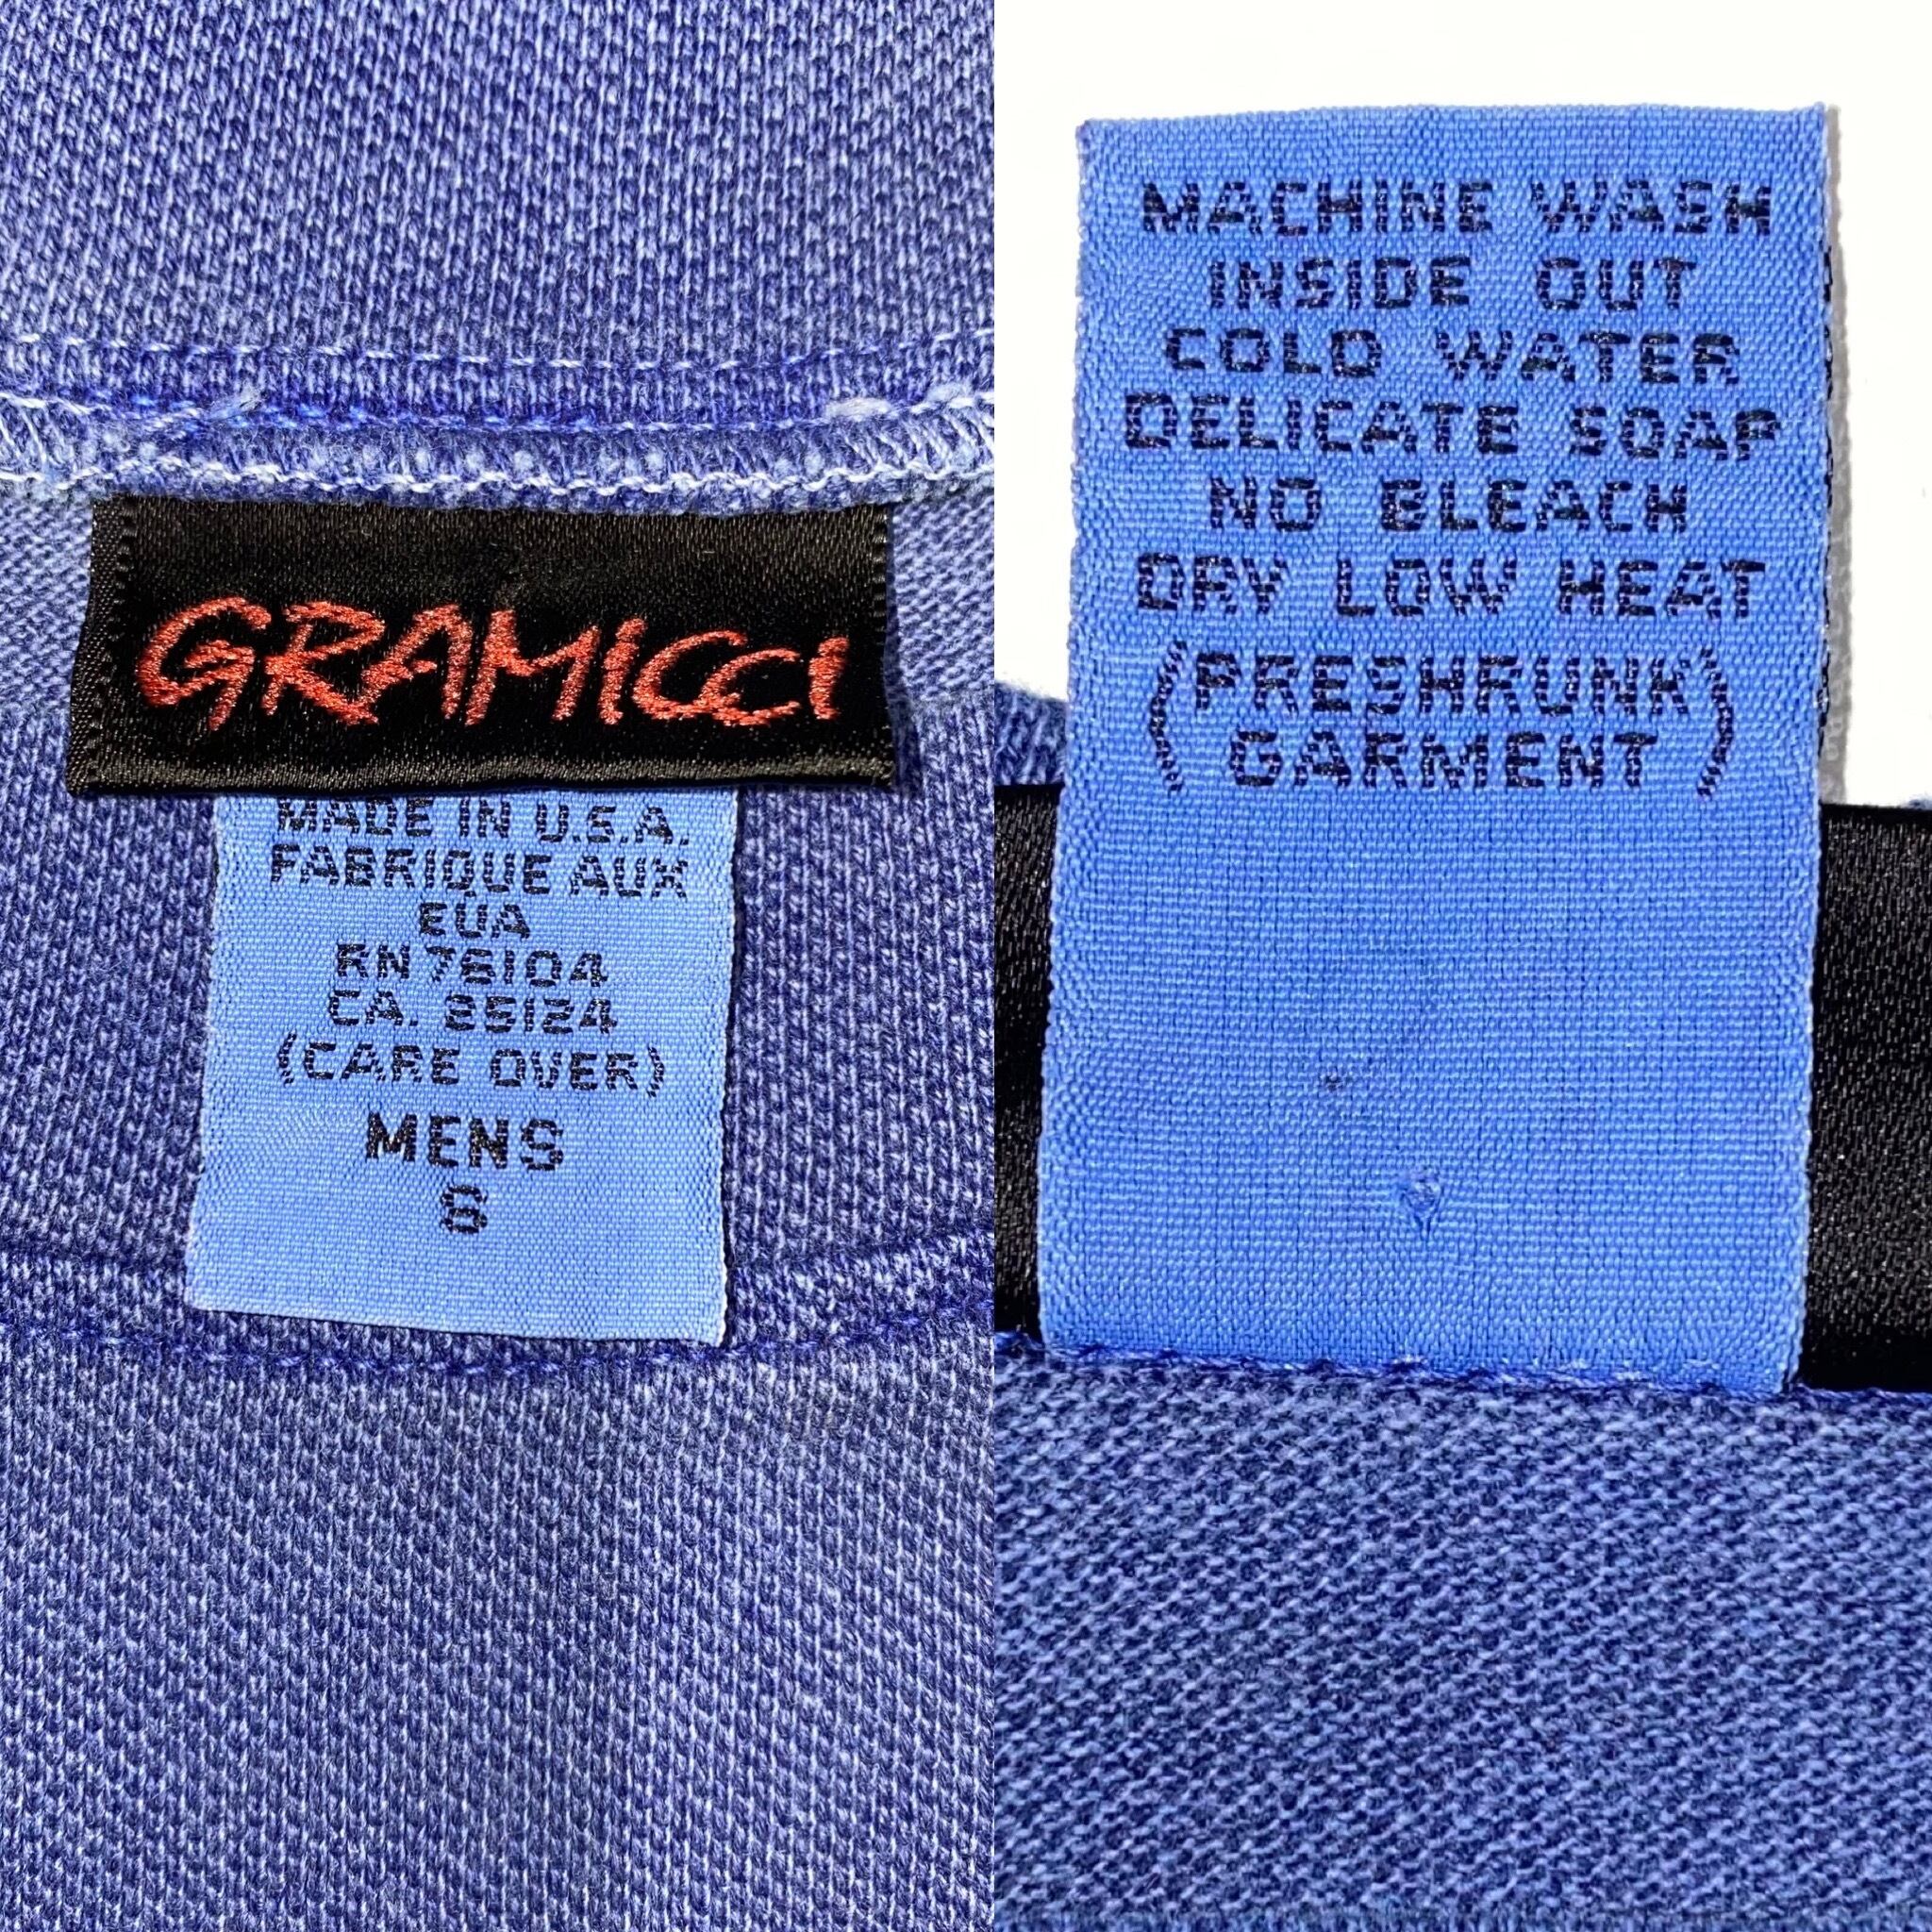 GRAMiCCi
MADE IN U.S.A.
FABRIQUE AUX
EUA
RN 76104
CA. 25124
(CARE OVER)
MENS
S
MACHINE WASH
INSIDE OUT
COLD WATER
DELICATE SOAP
NO BLEACH
DRY LOW HEAT
(PRESHRUNK
GARMENT)